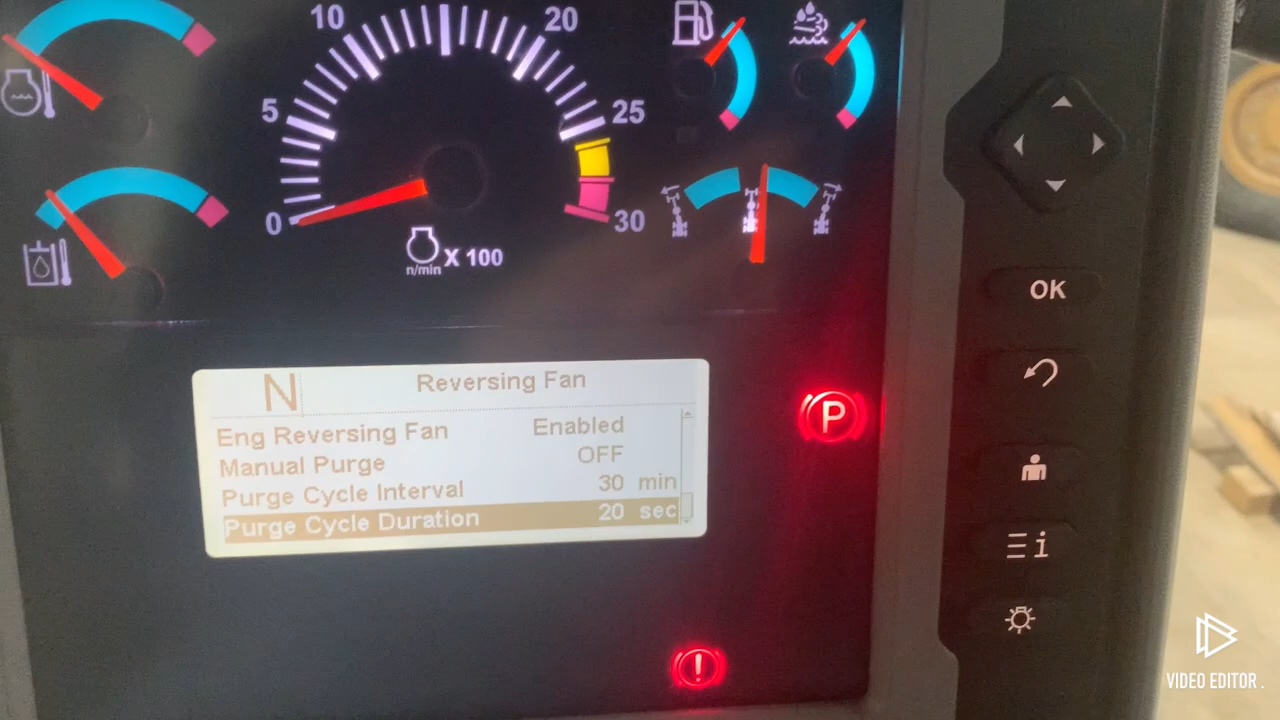 10
20
5
25
0
30
n/min X 100
N Reversing Fan
Eng Reversing Fan Enabled
Manual Purge OFF
Purge Cycle Interval 30 min
Purge Cycle Duration 20 sec
P
!
OK
i
VIDEO EDITOR .